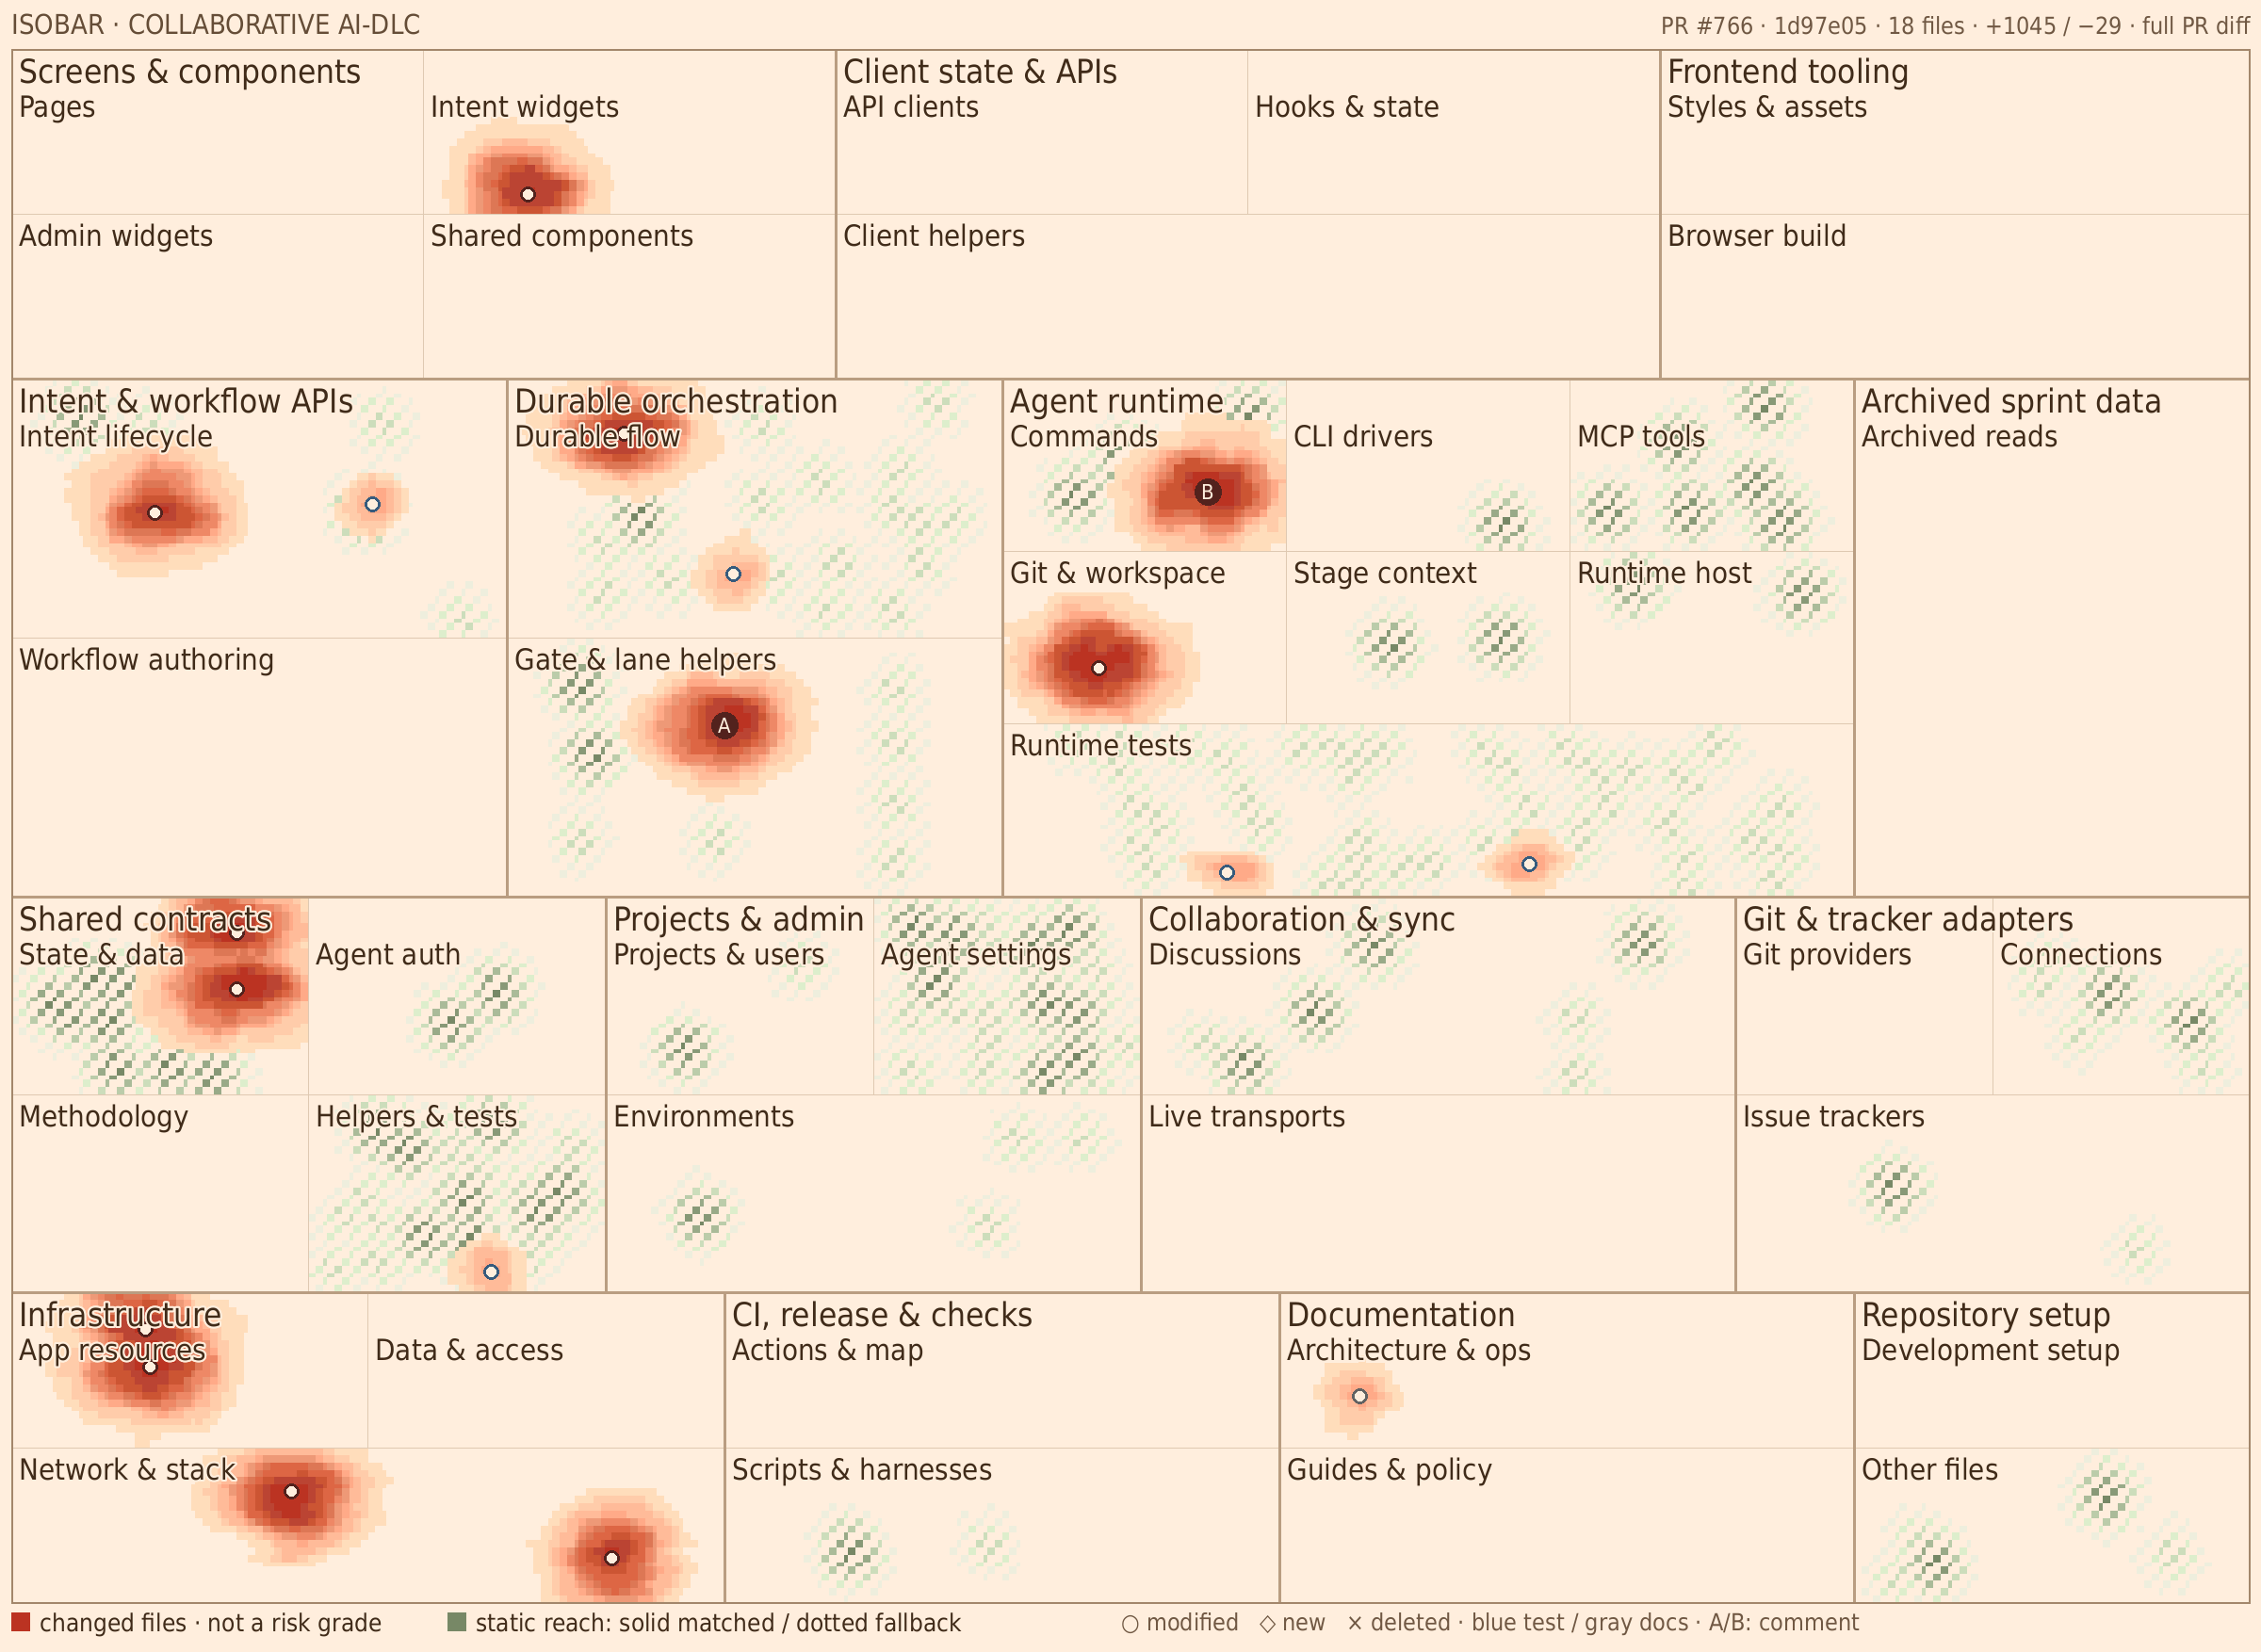 ISOBAR · COLLABORATIVE AI-DLC
PR #766 · 1d97e05 · 18 files · +1045 / −29 · full PR diff
Screens & components
Client state & APIs
Frontend tooling
Pages
Intent widgets
API clients
Hooks & state
Styles & assets
Admin widgets
Shared components
Client helpers
Browser build
Intent & workflow APIs
Durable orchestration
Agent runtime
Archived sprint data
Intent lifecycle
Durable flow
Commands
CLI drivers
MCP tools
Archived reads
B
Git & workspace
Stage context
Runtime host
Workflow authoring
Gate & lane helpers
A
Runtime tests
Shared contracts
Projects & admin
Collaboration & sync
Git & tracker adapters
State & data
Agent auth
Projects & users
Agent settings
Discussions
Git providers
Connections
Methodology
Helpers & tests
Environments
Live transports
Issue trackers
Infrastructure
CI, release & checks
Documentation
Repository setup
App resources
Data & access
Actions & map
Architecture & ops
Development setup
Network & stack
Scripts & harnesses
Guides & policy
Other files
changed files · not a risk grade
static reach: solid matched / dotted fallback
○ modified ◇ new × deleted · blue test / gray docs · A/B: comment